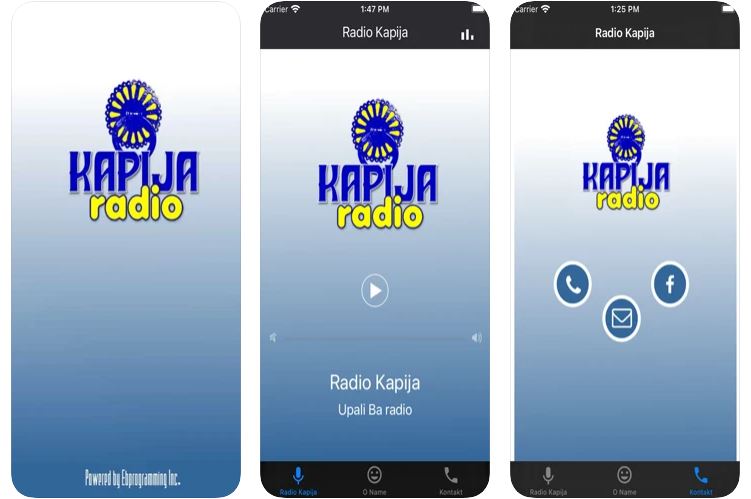 KAPIJA
radio
Powered by Ebprogramming Inc..
Carrier
1:47 PM
Radio Kapija
KAPIJA
radio
Radio Kapija
Upali Ba radio
Radio Kapija
O Name
Kontakt
Carrier
1:25 PM
Radio Kapija
KAPIJA
radio
Radio Kapija
O Name
Kontakt